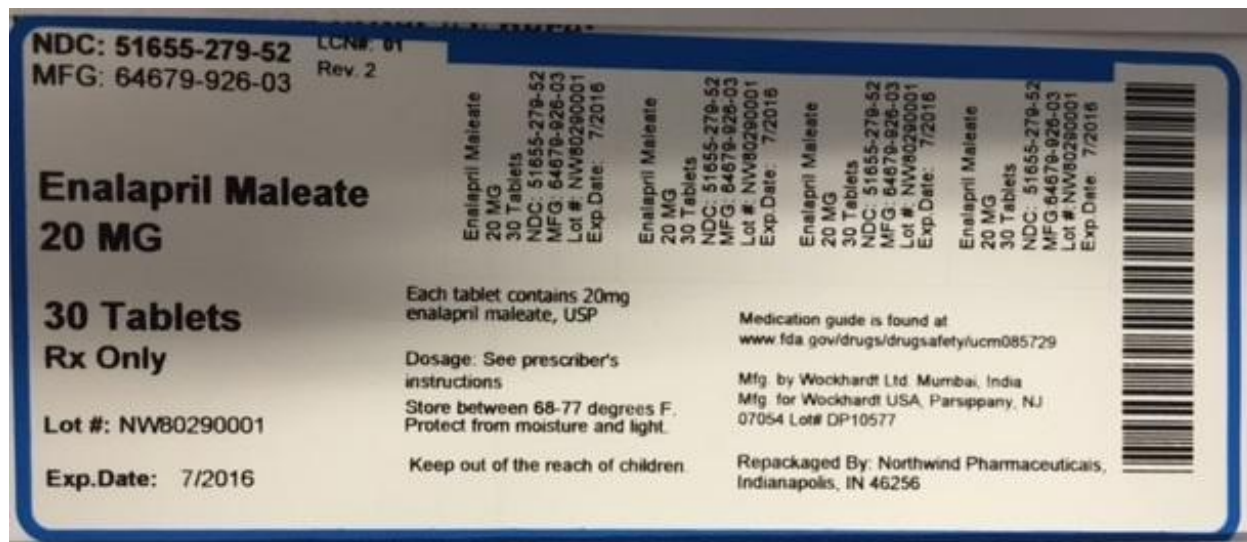 NDC: 51655-279-52
LCN#: 01
MFG: 64679-926-03
Rev. 2
Enalapril Maleate
20 MG
30 Tablets
Rx Only
Lot #: NW80290001
Exp.Date: 7/2016
Enalapril Maleate
20 MG
30 Tablets
NDC: 51655-279-52
MFG: 64679-926-03
Lot #: NW80290001
Exp.Date: 7/2016
Enalapril Maleate
20 MG
30 Tablets
NDC: 51655-279-52
MFG: 64679-926-03
Lot #: NW80290001
Exp.Date: 7/2016
Enalapril Maleate
20 MG
30 Tablets
NDC: 51655-279-52
MFG: 64679-926-03
Lot #: NW80290001
Exp.Date: 7/2016
Enalapril Maleate
20 MG
30 Tablets
NDC: 51655-279-52
MFG:64679-926-03
Lot #:NW80290001
Exp.Date: 7/2016
Each tablet contains 20mg
enalapril maleate, USP
Dosage: See prescriber's
instructions
Store between 68-77 degrees F.
Protect from moisture and light.
Keep out of the reach of children.
Medication guide is found at
www.fda.gov/drugs/drugsafety/ucm085729
Mfg. by Wockhardt Ltd. Mumbai, India
Mfg. for Wockhardt USA, Parsippany, NJ
07054 Lot# DP10577
Repackaged By: Northwind Pharmaceuticals,
Indianapolis, IN 46256